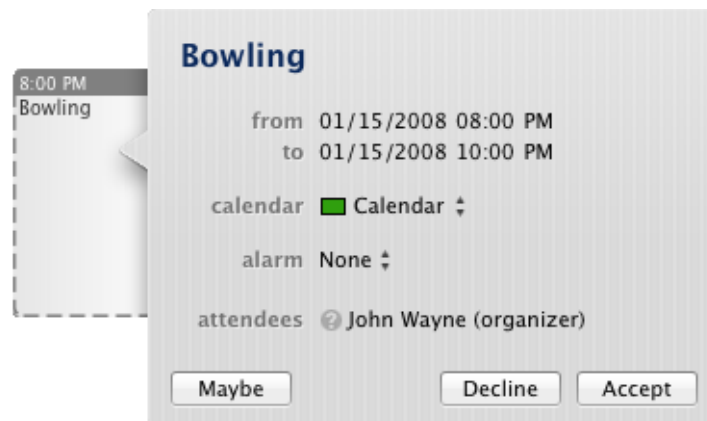 Bowling
8:00 PM
Bowling
from 01/15/2008 08:00 PM
to 01/15/2008 10:00 PM
calendar Calendar
alarm None
attendees ? John Wayne (organizer)
Maybe Decline Accept